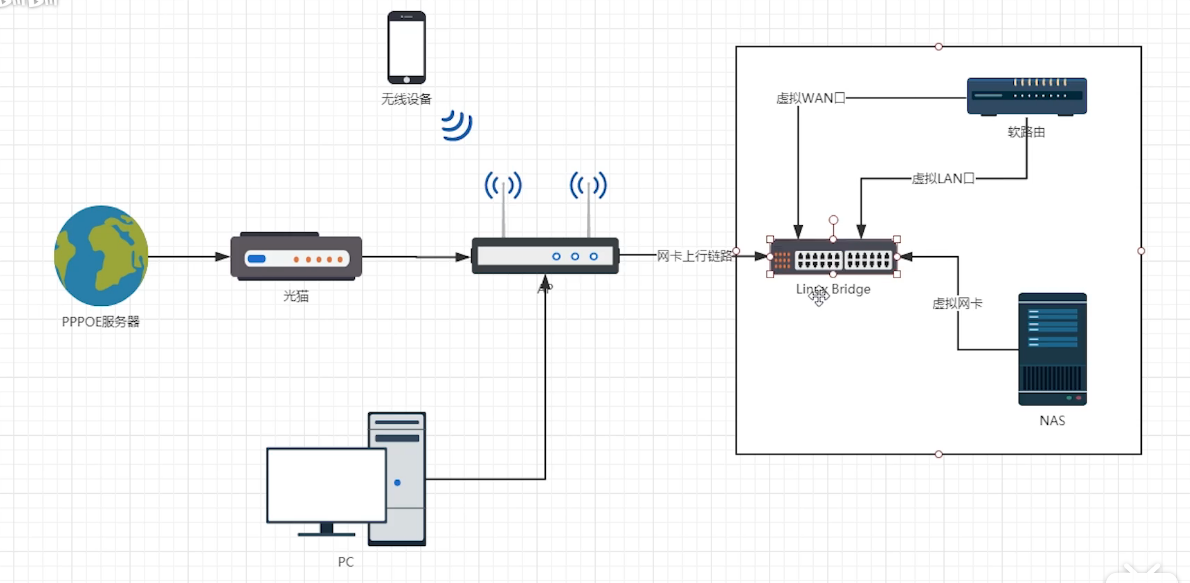 无线设备
虚拟WAN口
软路由
虚拟LAN口
网卡上行链路
光猫
AP
Linux Bridge
虚拟网卡
PPPOE服务器
NAS
PC